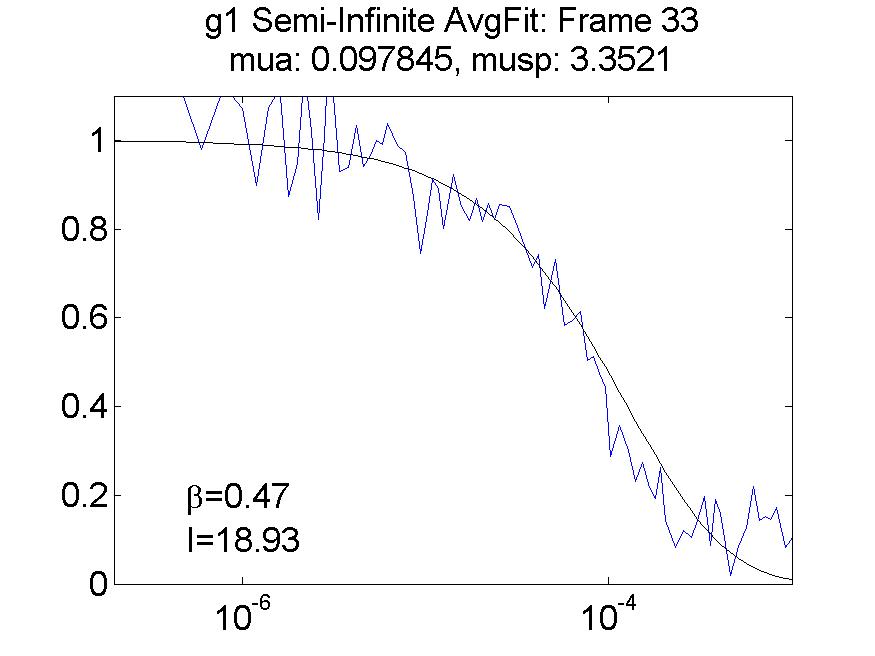 g1 Semi-Infinite AvgFit: Frame 33
mua: 0.097845, musp: 3.3521
1
0.8
0.6
0.4
0.2
0
β=0.47
I=18.93
10^-6
10^-4